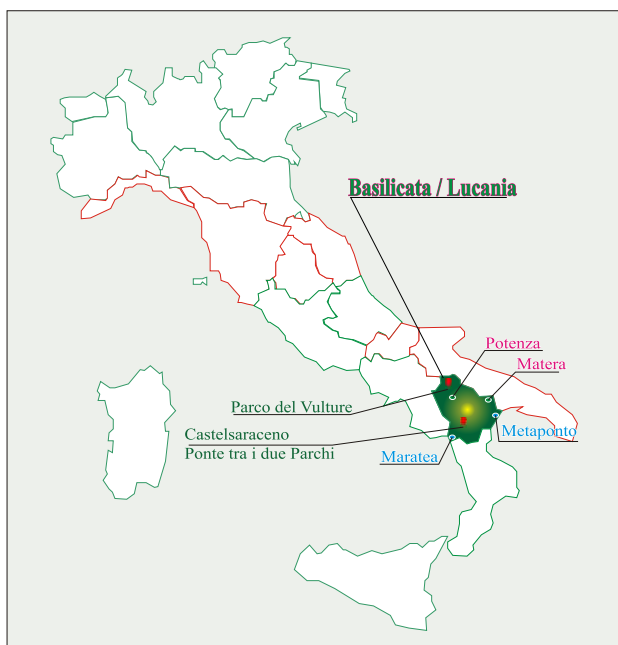 Basilicata / Lucania
Potenza
Matera
Parco del Vulture
Castelsaraceno
Ponte tra i due Parchi
Metaponto
Maratea